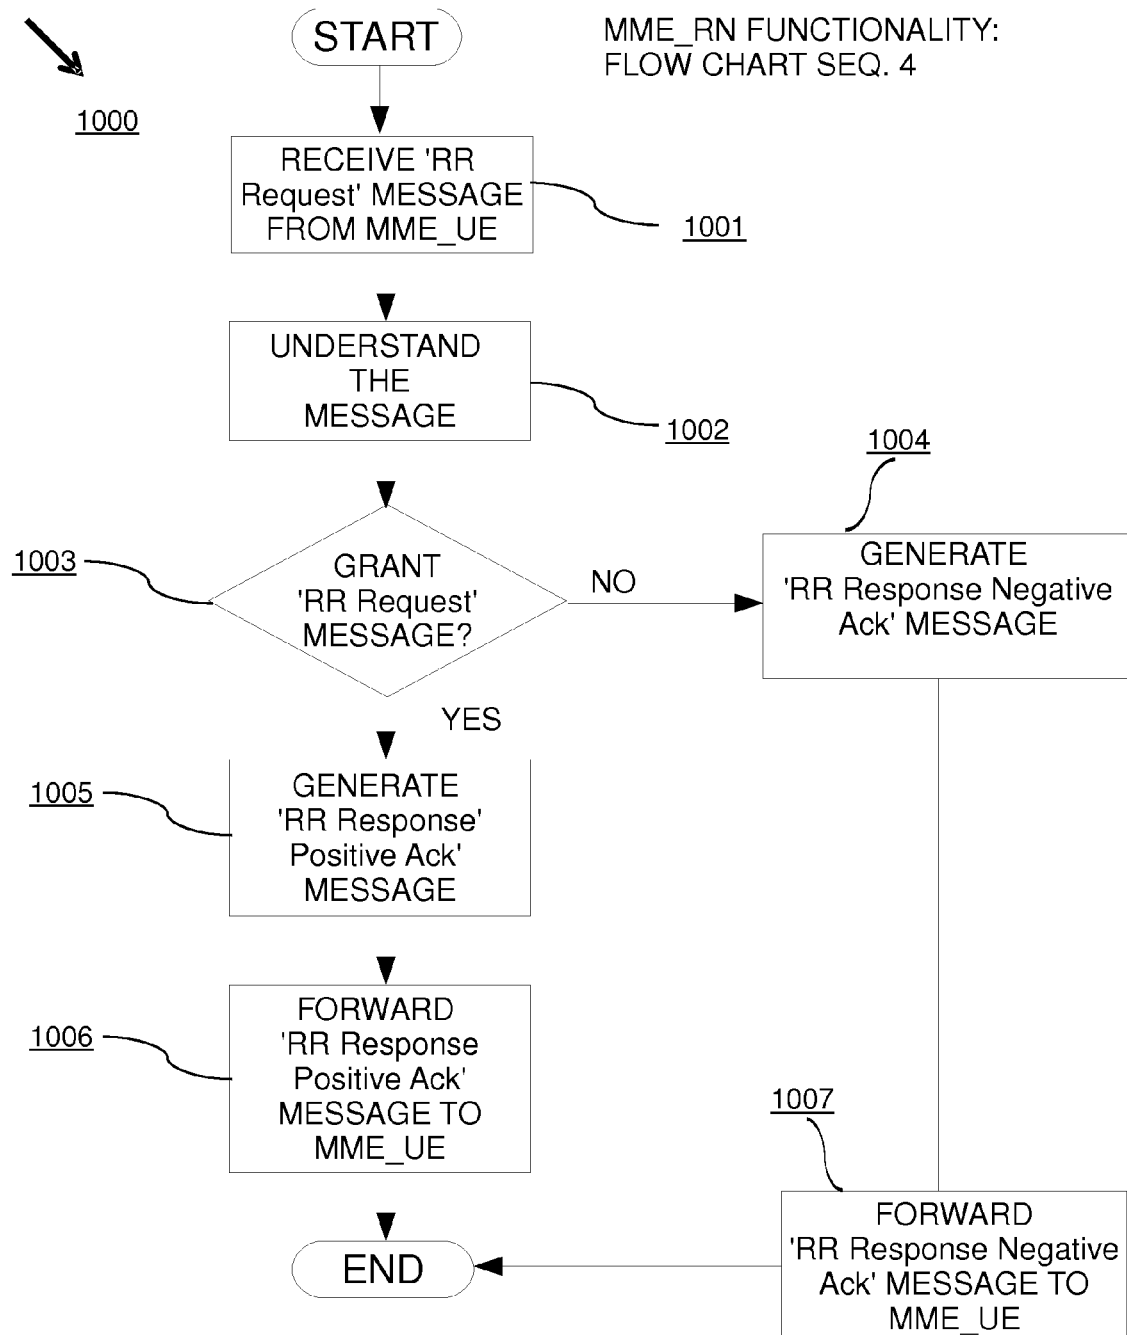 START
MME_RN FUNCTIONALITY:
FLOW CHART SEQ. 4
1000
RECEIVE 'RR
Request' MESSAGE
FROM MME_UE
1001
UNDERSTAND
THE
MESSAGE
1002
1003
GRANT
'RR Request'
MESSAGE?
NO
1004
GENERATE
'RR Response Negative
Ack' MESSAGE
YES
1005
GENERATE
'RR Response'
Positive Ack'
MESSAGE
1006
FORWARD
'RR Response
Positive Ack'
MESSAGE TO
MME_UE
1007
FORWARD
'RR Response Negative
Ack' MESSAGE TO
MME_UE
END